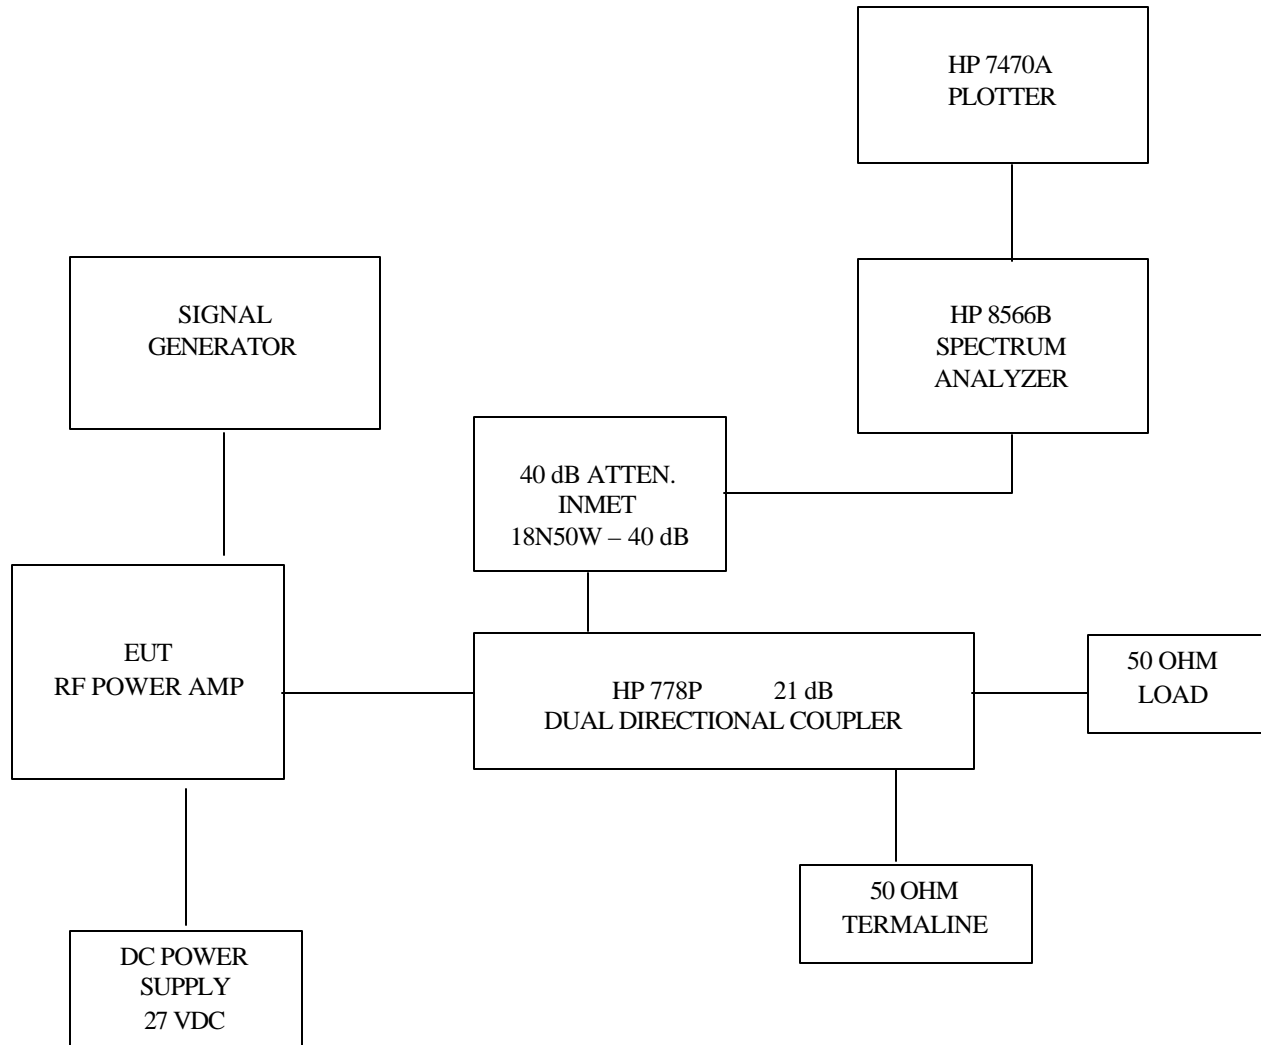 HP 7470A
PLOTTER
SIGNAL
GENERATOR
HP 8566B
SPECTRUM
ANALYZER
40 dB ATTEN.
INMET
18N50W – 40 dB
EUT
RF POWER AMP
HP 778P 21 dB
DUAL DIRECTIONAL COUPLER
50 OHM
LOAD
50 OHM
TERMALINE
DC POWER
SUPPLY
27 VDC